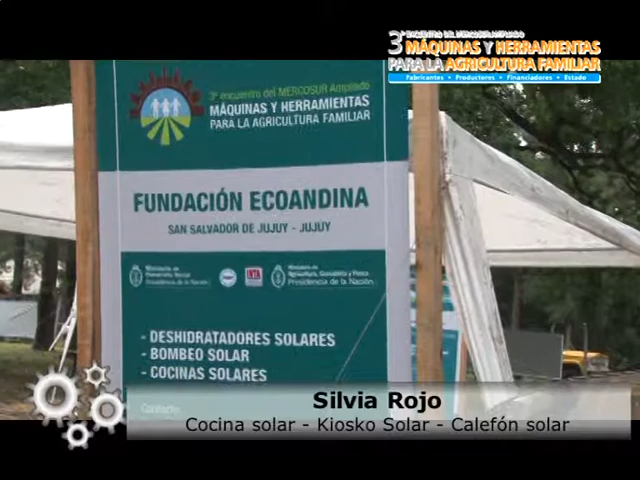 3º ENCUENTRO DEL MERCOSUR AMPLIADO
MÁQUINAS Y HERRAMIENTAS
PARA LA AGRICULTURA FAMILIAR
Fabricantes • Productores • Financiadores • Estado
3º encuentro del MERCOSUR Ampliado
MÁQUINAS Y HERRAMIENTAS
PARA LA AGRICULTURA FAMILIAR
FUNDACIÓN ECOANDINA
SAN SALVADOR DE JUJUY - JUJUY
Ministerio de
Desarrollo Social
Presidencia de la Nación
Ministerio de
Agricultura, Ganadería y Pesca
Presidencia de la Nación
- DESHIDRATADORES SOLARES
- BOMBEO SOLAR
- COCINAS SOLARES
Silvia Rojo
Cocina solar - Kiosko Solar - Calefón solar